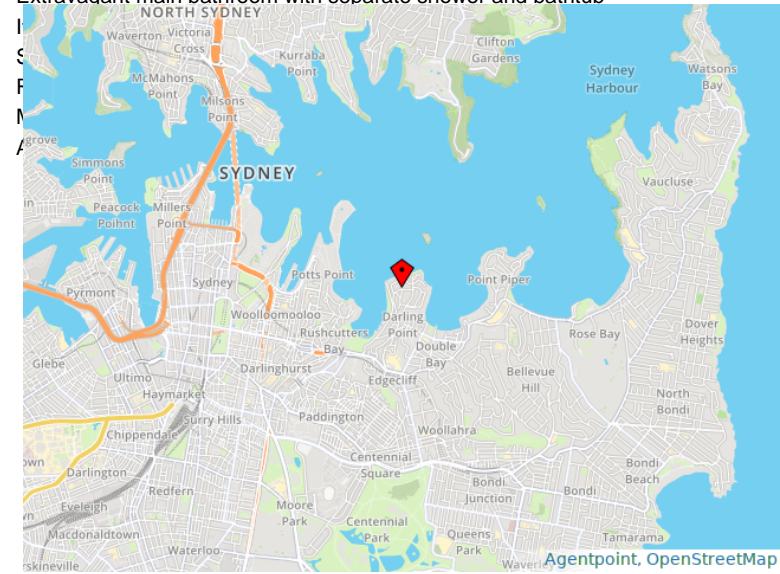 Extravagant main bathroom with separate shower and bathtub
NORTH SYDNEY
Waverton
Victoria
Cross
Clifton
Gardens
Kurraba
Point
Watsons
Bay
Sydney
Harbour
McMahons
Point
Milsons
Point
Simmons
Point
SYDNEY
Vaucluse
Peacock
Poihnt
Millers
Point
Potts Point
Point Piper
Sydney
Pyrmont
Woolloomooloo
Darling
Point
Rushcutters
Bay
Rose Bay
Dover
Heights
Double
Bay
Glebe
Ultimo
Darlinghurst
Edgecliff
Bellevue
Hill
Haymarket
North
Bondi
Surry Hills
Paddington
Chippendale
Woollahra
Centennial
Square
Darlington
Bondi
Beach
Redfern
Bondi
Junction
Bondi
Moore
Park
Centennial
Park
Queens
Park
Macdonaldtown
Tamarama
Waterloo
Eveleigh
Agentpoint, OpenStreetMap